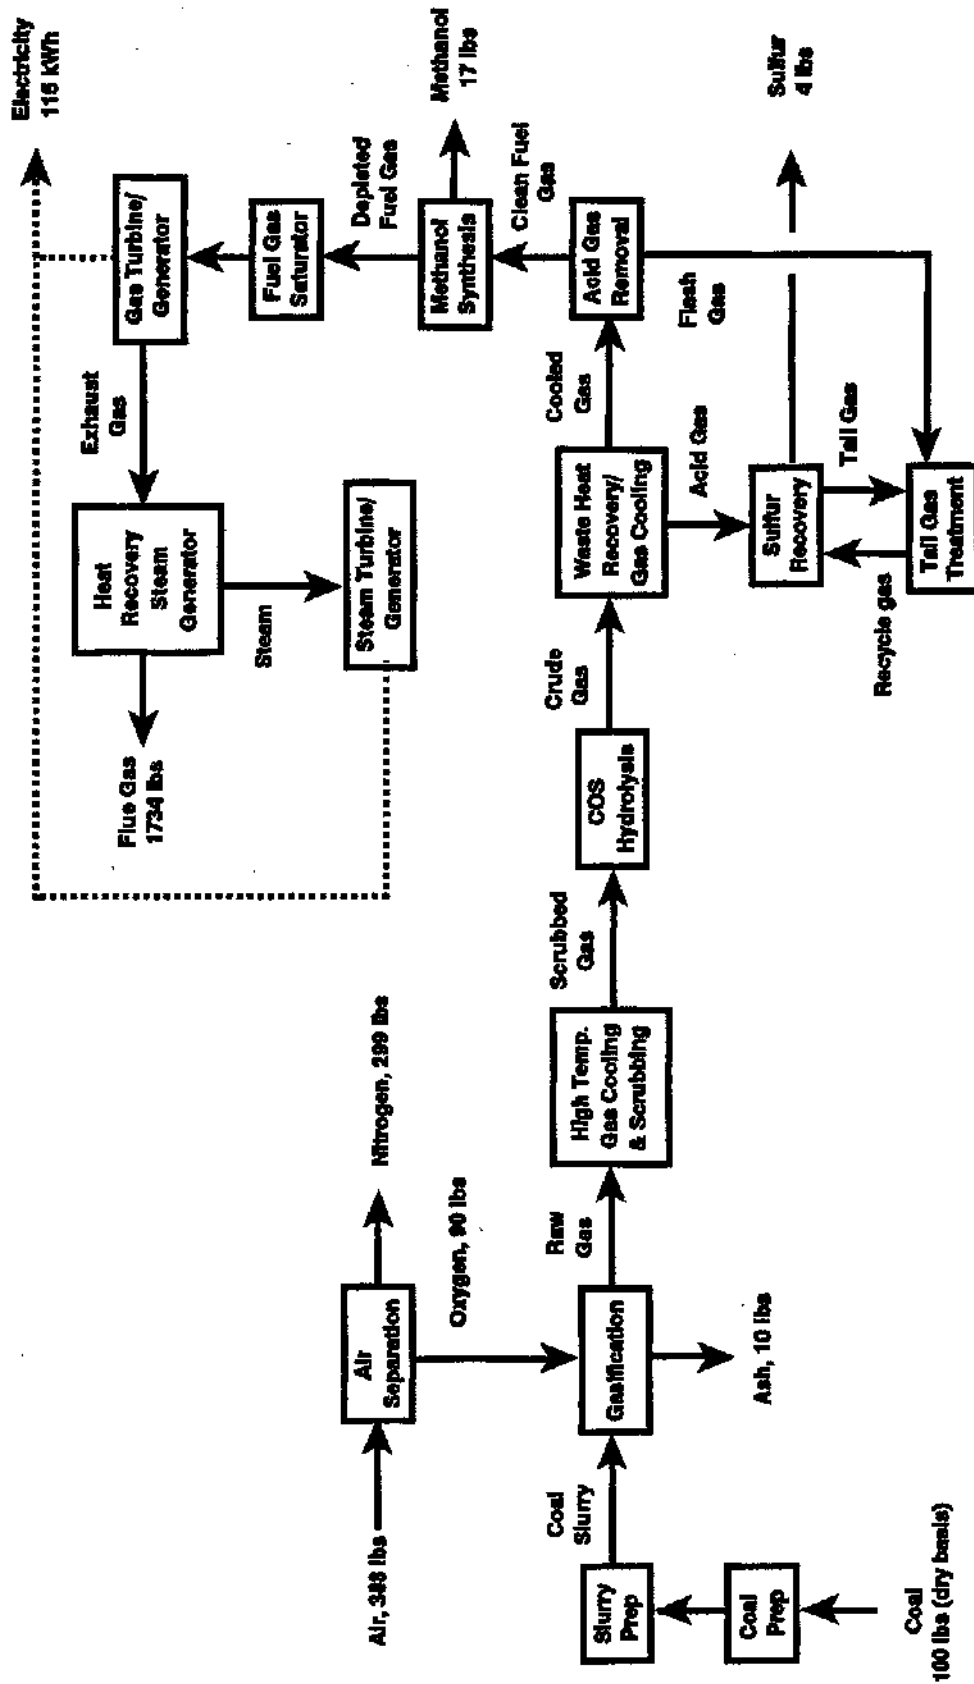 Electricity
115 kWh
Flue Gas
1734 lbs
Heat
Recovery
Steam
Generator
Exhaust
Gas
Gas Turbine/
Generator
Steam
Fuel Gas
Saturator
Steam Turbine/
Generator
Depleted
Fuel Gas
Air, 388 lbs
Air
Separation
Nitrogen, 299 lbs
Oxygen, 90 lbs
Methanol
Synthesis
Methanol
17 lbs
Clean Fuel
Gas
Slurry
Prep
Coal
Slurry
Gasification
Raw
Gas
High Temp.
Gas Cooling
& Scrubbing
Scrubbed
Gas
COS
Hydrolysis
Crude
Gas
Waste Heat
Recovery/
Gas Cooling
Cooled
Gas
Acid Gas
Removal
Flash
Gas
Acid Gas
Coal
Prep
Ash, 10 lbs
Sulfur
Recovery
Sulfur
4 lbs
Tail Gas
Recycle gas
Tail Gas
Treatment
Coal
100 lbs (dry basis)